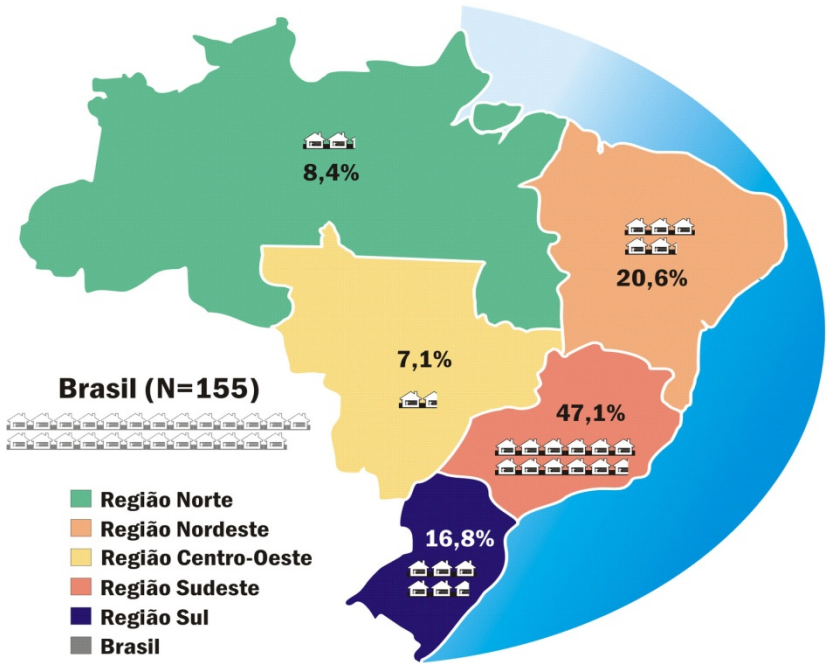 8,4%
20,6%
7,1%
47,1%
16,8%
Brasil (N=155)
Região Norte
Região Nordeste
Região Centro-Oeste
Região Sudeste
Região Sul
Brasil